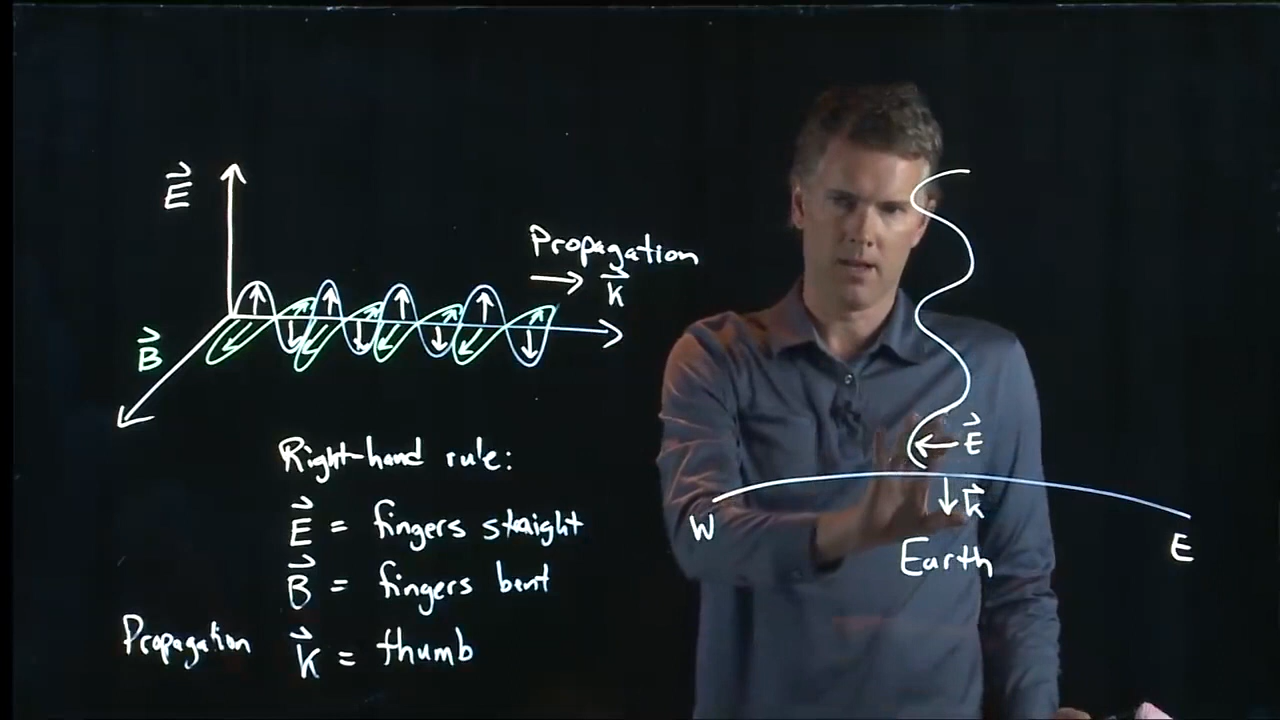 E⃗
Propagation
k⃗
B⃗
Right-hand rule:
E⃗ = fingers straight
B⃗ = fingers bent
Propagation k⃗ = thumb
E⃗
k⃗
W
Earth
E